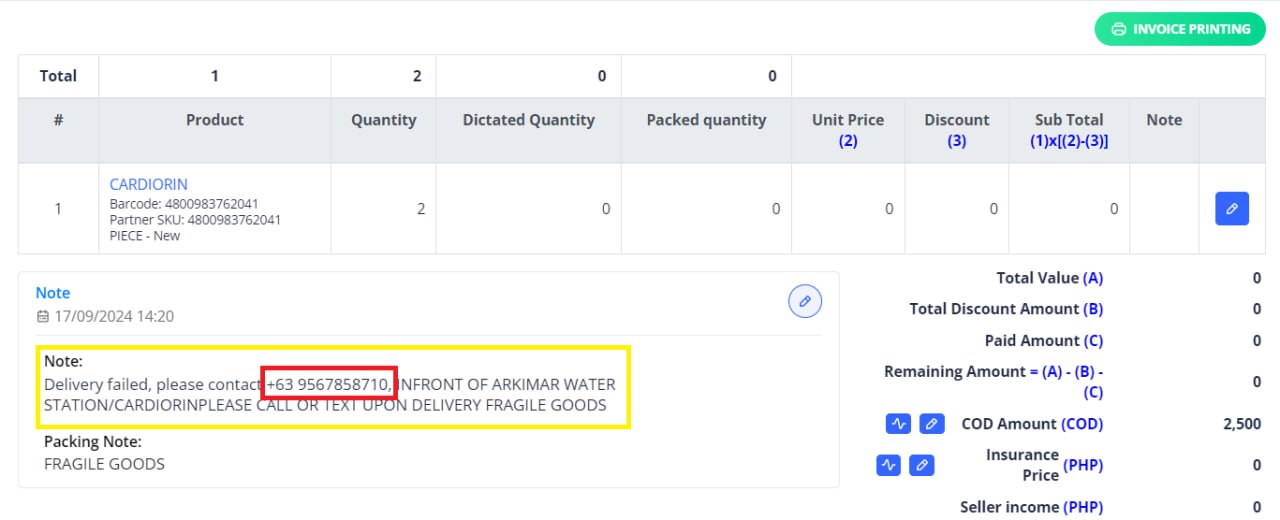 INVOICE PRINTING
Total 1 2 0 0
# Product Quantity Dictated Quantity Packed quantity Unit Price (2) Discount (3) Sub Total (1)x[(2)-(3)] Note
CARDIORIN
Barcode: 4800983762041
1 2 0 0 0 0 0
Partner SKU: 4800983762041
PIECE - New
Note
17/09/2024 14:20
Note:
Delivery failed, please contact +63 9567858710, INFRONT OF ARKIMAR WATER
STATION/CARDIORINPLEASE CALL OR TEXT UPON DELIVERY FRAGILE GOODS
Packing Note:
FRAGILE GOODS
Total Value (A) 0
Total Discount Amount (B) 0
Paid Amount (C) 0
Remaining Amount = (A) - (B) -
(C) 0
COD Amount (COD) 2,500
Insurance
Price (PHP) 0
Seller income (PHP) 0